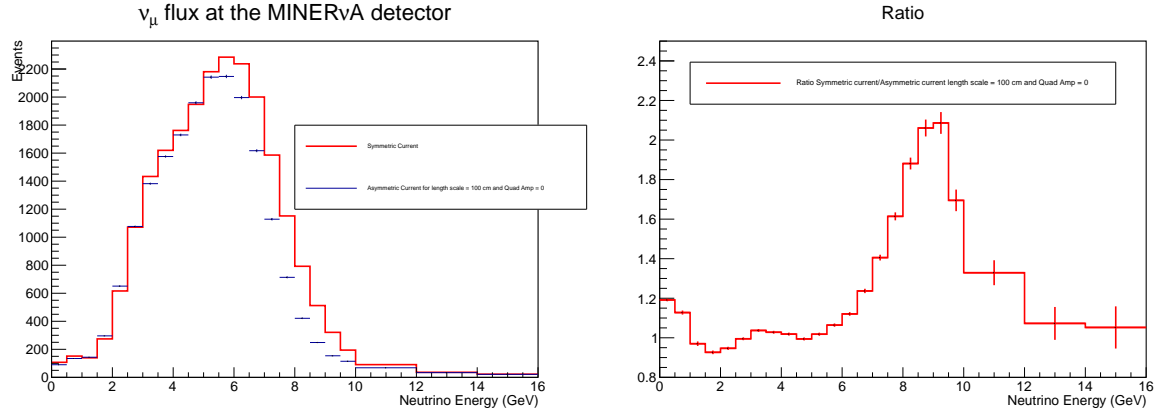 νμ flux at the MINERνA detector
Events
2200
2000
1800
1600
1400
1200
1000
800
600
400
200
0
0 2 4 6 8 10 12 14 16
Neutrino Energy (GeV)
Symmetric Current
Asymmetric Current for length scale = 100 cm and Quad Amp = 0
Ratio
2.4
2.2
2
1.8
1.6
1.4
1.2
1
0.8
0 2 4 6 8 10 12 14 16
Neutrino Energy (GeV)
Ratio Symmetric current/Asymmetric current length scale = 100 cm and Quad Amp = 0